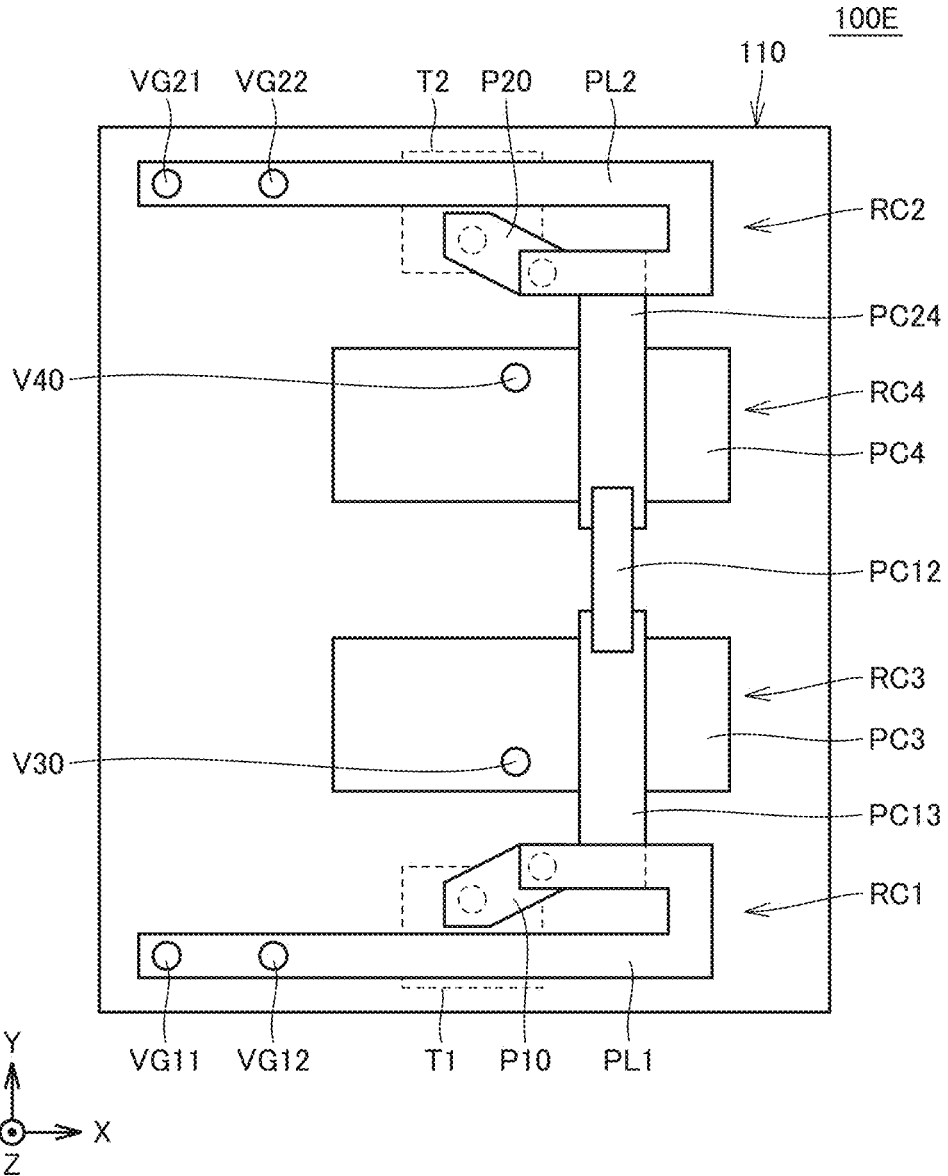 100E
110
VG21 VG22 T2 P20 PL2
RC2
PC24
V40
RC4
PC4
PC12
RC3
PC3
V30
PC13
RC1
VG11 VG12 T1 P10 PL1
Y
X
Z